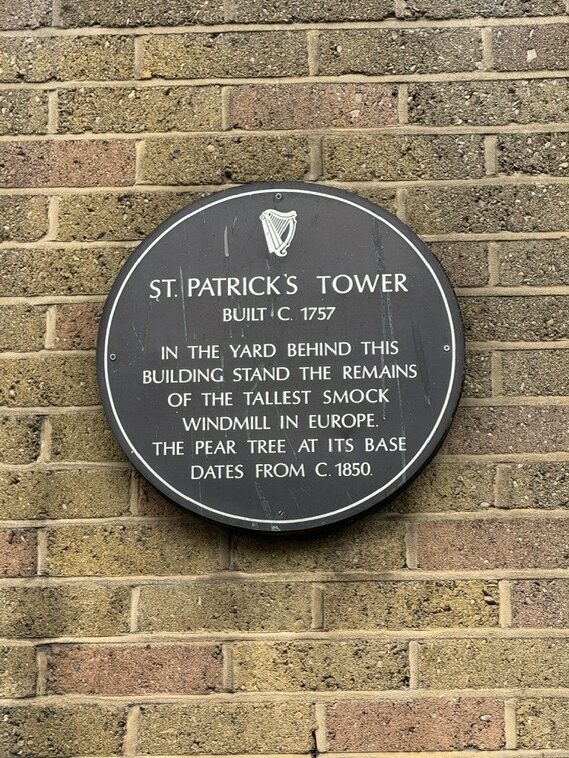 ST. PATRICK'S TOWER
BUILT C. 1757
IN THE YARD BEHIND THIS
BUILDING STAND THE REMAINS
OF THE TALLEST SMOCK
WINDMILL IN EUROPE.
THE PEAR TREE AT ITS BASE
DATES FROM C. 1850.